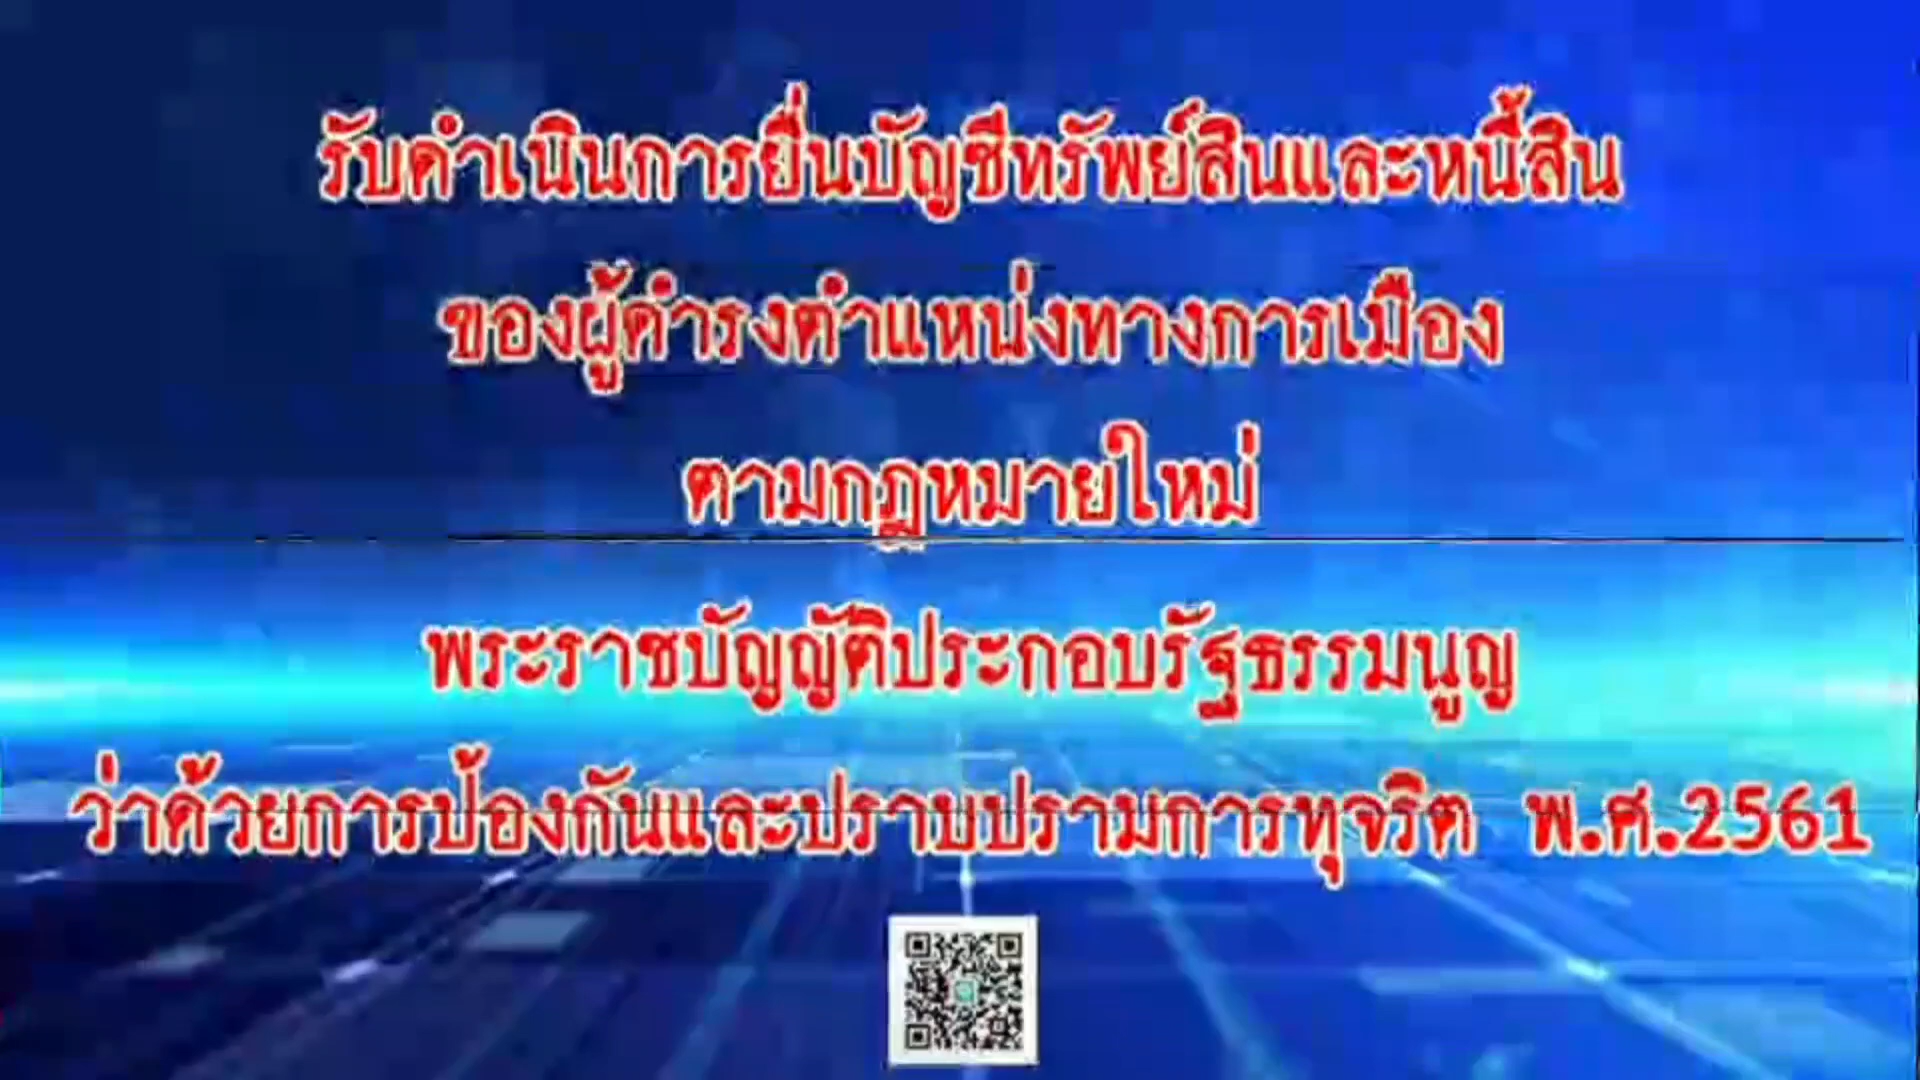 รับดำเนินการยื่นบัญชีทรัพย์สินและหนี้สิน
ของผู้ดำรงตำแหน่งทางการเมือง
ตามกฎหมายใหม่
พระราชบัญญัติประกอบรัฐธรรมนูญ
ว่าด้วยการป้องกันและปราบปรามการทุจริต พ.ศ.2561